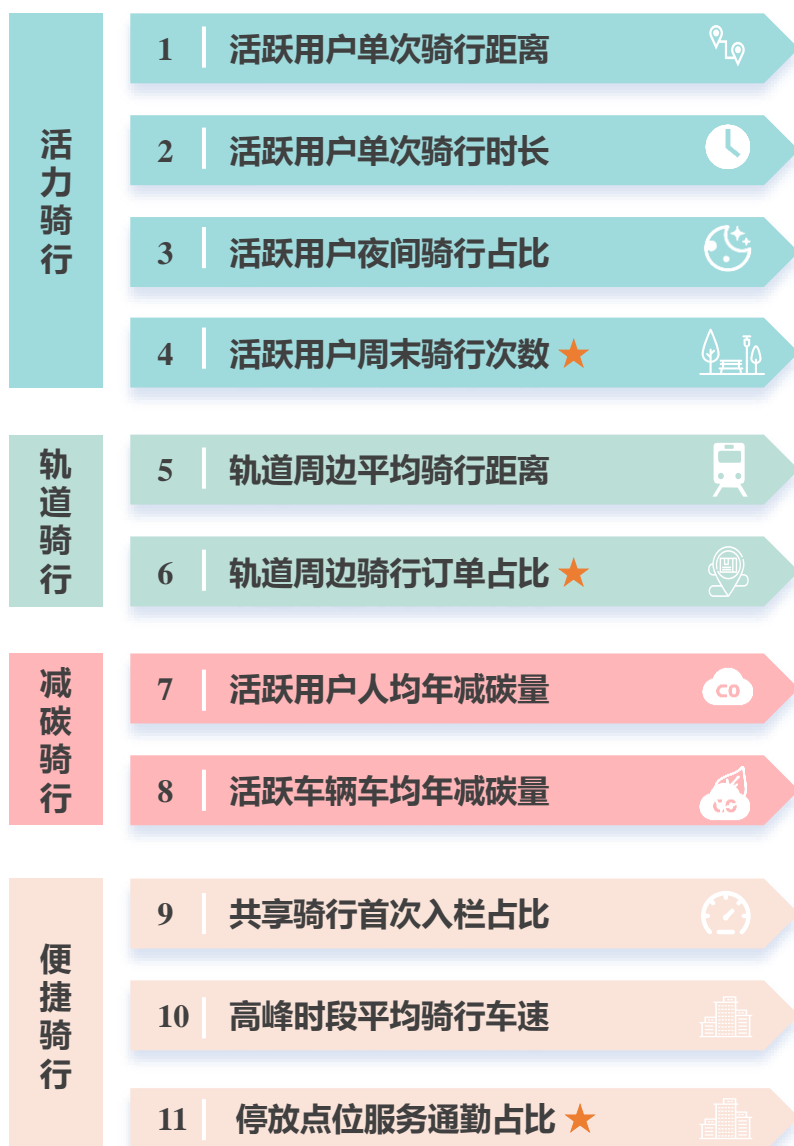 活力骑行
1 活跃用户单次骑行距离
2 活跃用户单次骑行时长
3 活跃用户夜间骑行占比
4 活跃用户周末骑行次数 ★
轨道骑行
5 轨道周边平均骑行距离
6 轨道周边骑行订单占比 ★
减碳骑行
7 活跃用户人均年减碳量
CO
8 活跃车辆车均年减碳量
便捷骑行
9 共享骑行首次入栏占比
10 高峰时段平均骑行车速
11 停放点位服务通勤占比 ★